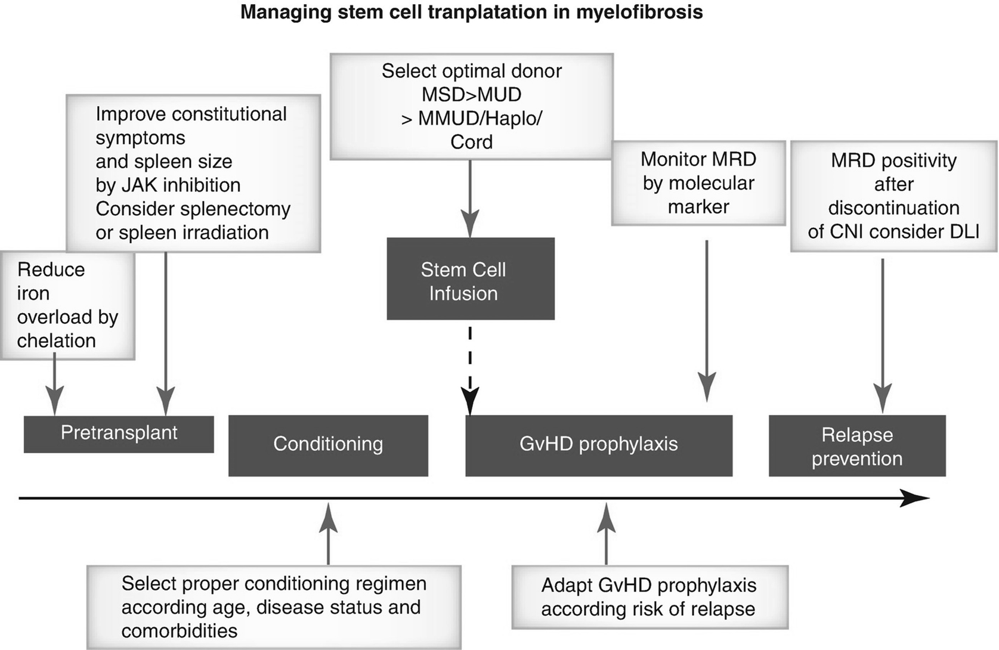 Managing stem cell tranplatation in myelofibrosis
Select optimal donor
MSD>MUD
> MMUD/Haplo/
Cord
Improve constitutional
symptoms
and spleen size
by JAK inhibition
Consider splenectomy
or spleen irradiation
Monitor MRD
by molecular
marker
MRD positivity
after
discontinuation
of CNI consider DLI
Reduce
iron
overload by
chelation
Stem Cell
Infusion
Pretransplant
Conditioning
GvHD prophylaxis
Relapse
prevention
Select proper conditioning regimen
according age, disease status and
comorbidities
Adapt GvHD prophylaxis
according risk of relapse